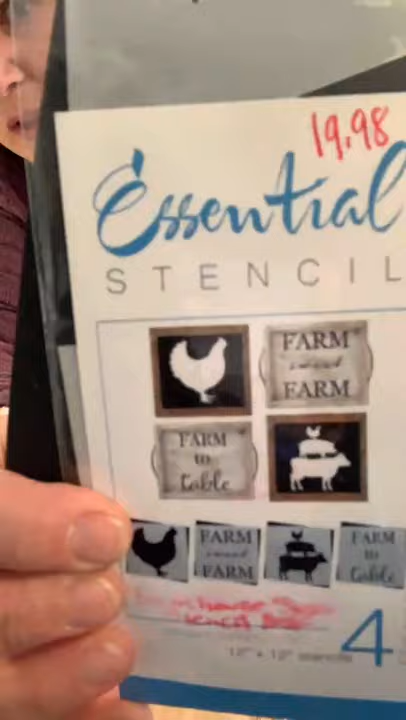 19.98
Essential
STENCIL
FARM
sweet
FARM
FARM
to
table
FARM
sweet
FARM
FARM
to
table
4
12" x 12" stencils